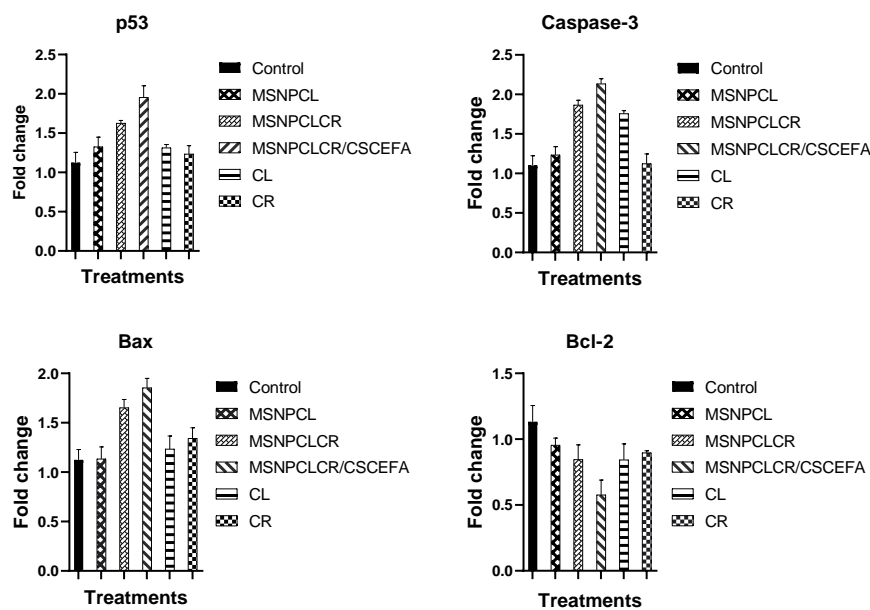 p53
Fold change
2.5
2.0
1.5
1.0
0.5
0.0
Treatments
Control
MSNPCL
MSNPCLCR
MSNPCLCR/CSCEFA
CL
CR
Caspase-3
Fold change
2.5
2.0
1.5
1.0
0.5
0.0
Treatments
Control
MSNPCL
MSNPCLCR
MSNPCLCR/CSCEFA
CL
CR
Bax
Fold change
2.0
1.5
1.0
0.5
0.0
Treatments
Control
MSNPCL
MSNPCLCR
MSNPCLCR/CSCEFA
CL
CR
Bcl-2
Fold change
1.5
1.0
0.5
0.0
Treatments
Control
MSNPCL
MSNPCLCR
MSNPCLCR/CSCEFA
CL
CR